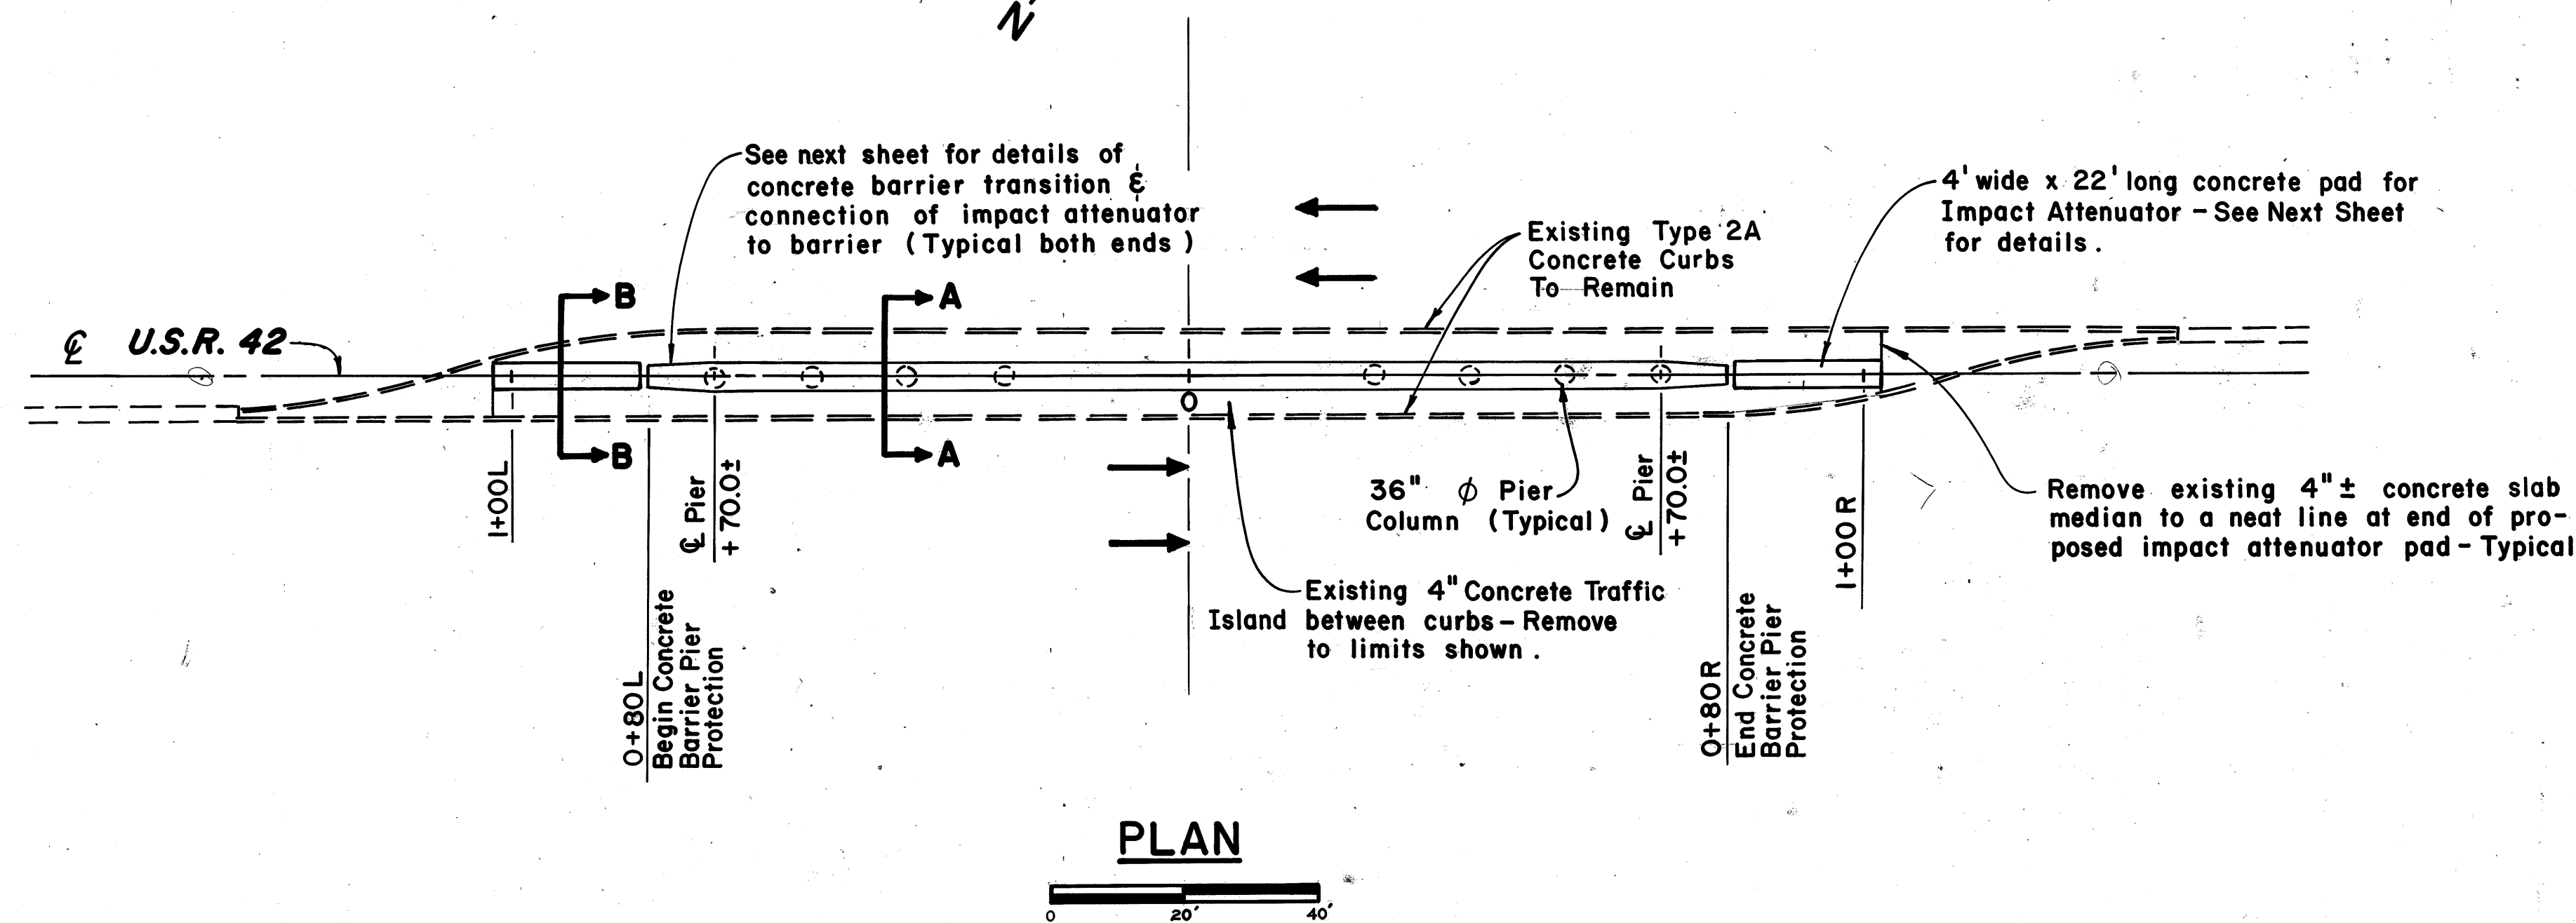 N
See next sheet for details of
concrete barrier transition &
connection of impact attenuator
to barrier (Typical both ends)
4' wide x 22' long concrete pad for
Impact Attenuator - See Next Sheet
for details.
Existing Type 2A
Concrete Curbs
To Remain
B
A
℄ U.S.R. 42
O
B
A
1+00L
℄ Pier
+70.0±
0+80L
Begin Concrete
Barrier Pier
Protection
36" ϕ Pier
Column (Typical)
℄ Pier
+70.0±
1+00 R
Remove existing 4"± concrete slab
median to a neat line at end of pro-
posed impact attenuator pad - Typical
Existing 4" Concrete Traffic
Island between curbs - Remove
to limits shown.
0+80R
End Concrete
Barrier Pier
Protection
PLAN
0 20' 40'